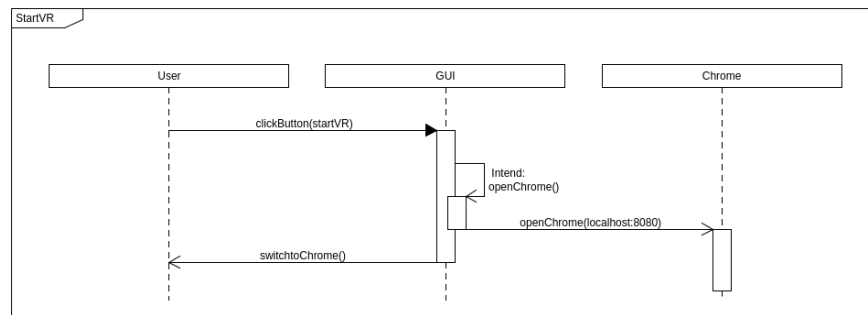 StartVR
User
GUI
Chrome
clickButton(startVR)
Intend:
openChrome()
openChrome(localhost:8080)
switchtoChrome()